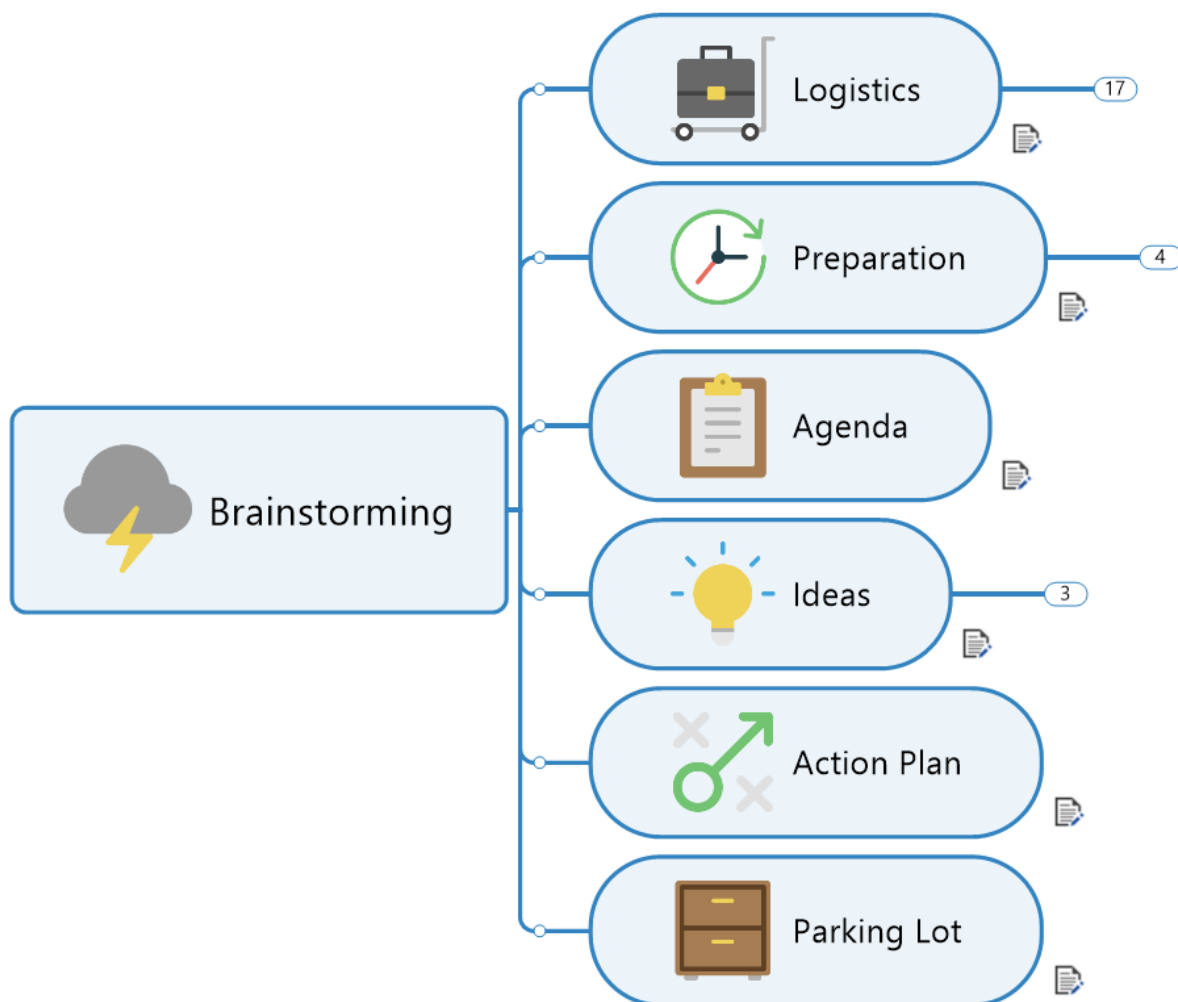 Logistics
17
Preparation
4
Agenda
Brainstorming
Ideas
3
Action Plan
Parking Lot